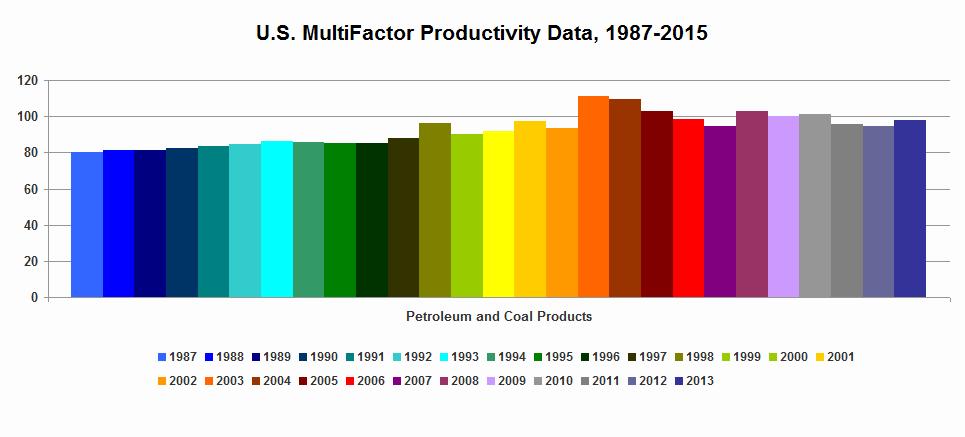 U.S. MultiFactor Productivity Data, 1987-2015
120
100
80
60
40
20
0
Petroleum and Coal Products
1987 1988 1989 1990 1991 1992 1993 1994 1995 1996 1997 1998 1999 2000 2001
2002 2003 2004 2005 2006 2007 2008 2009 2010 2011 2012 2013